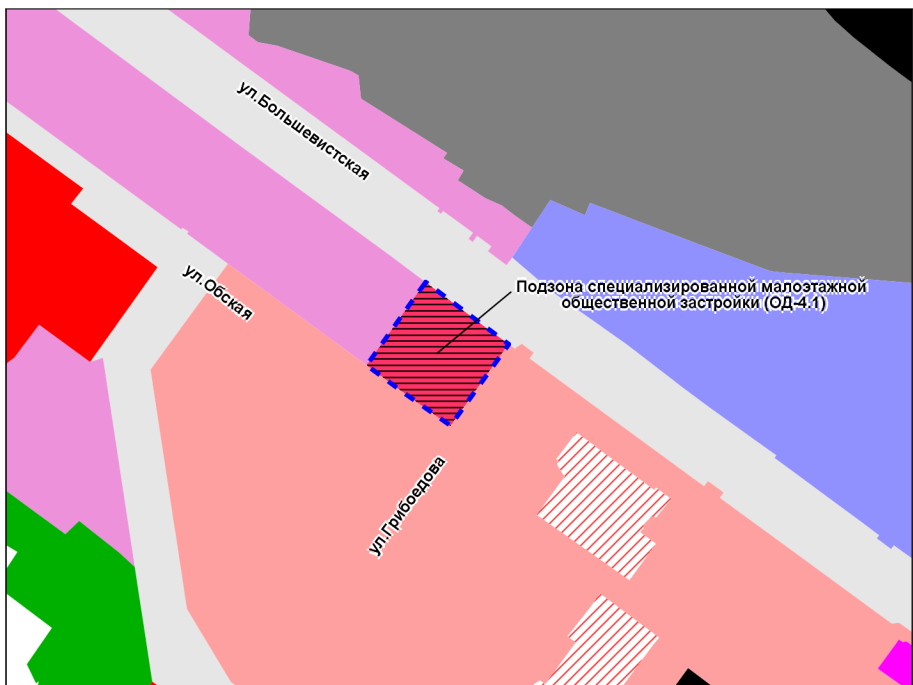 ул.Большевистская
ул.Обская
Подзона специализированной малоэтажной
общественной застройки (ОД-4.1)
ул.Грибоедова